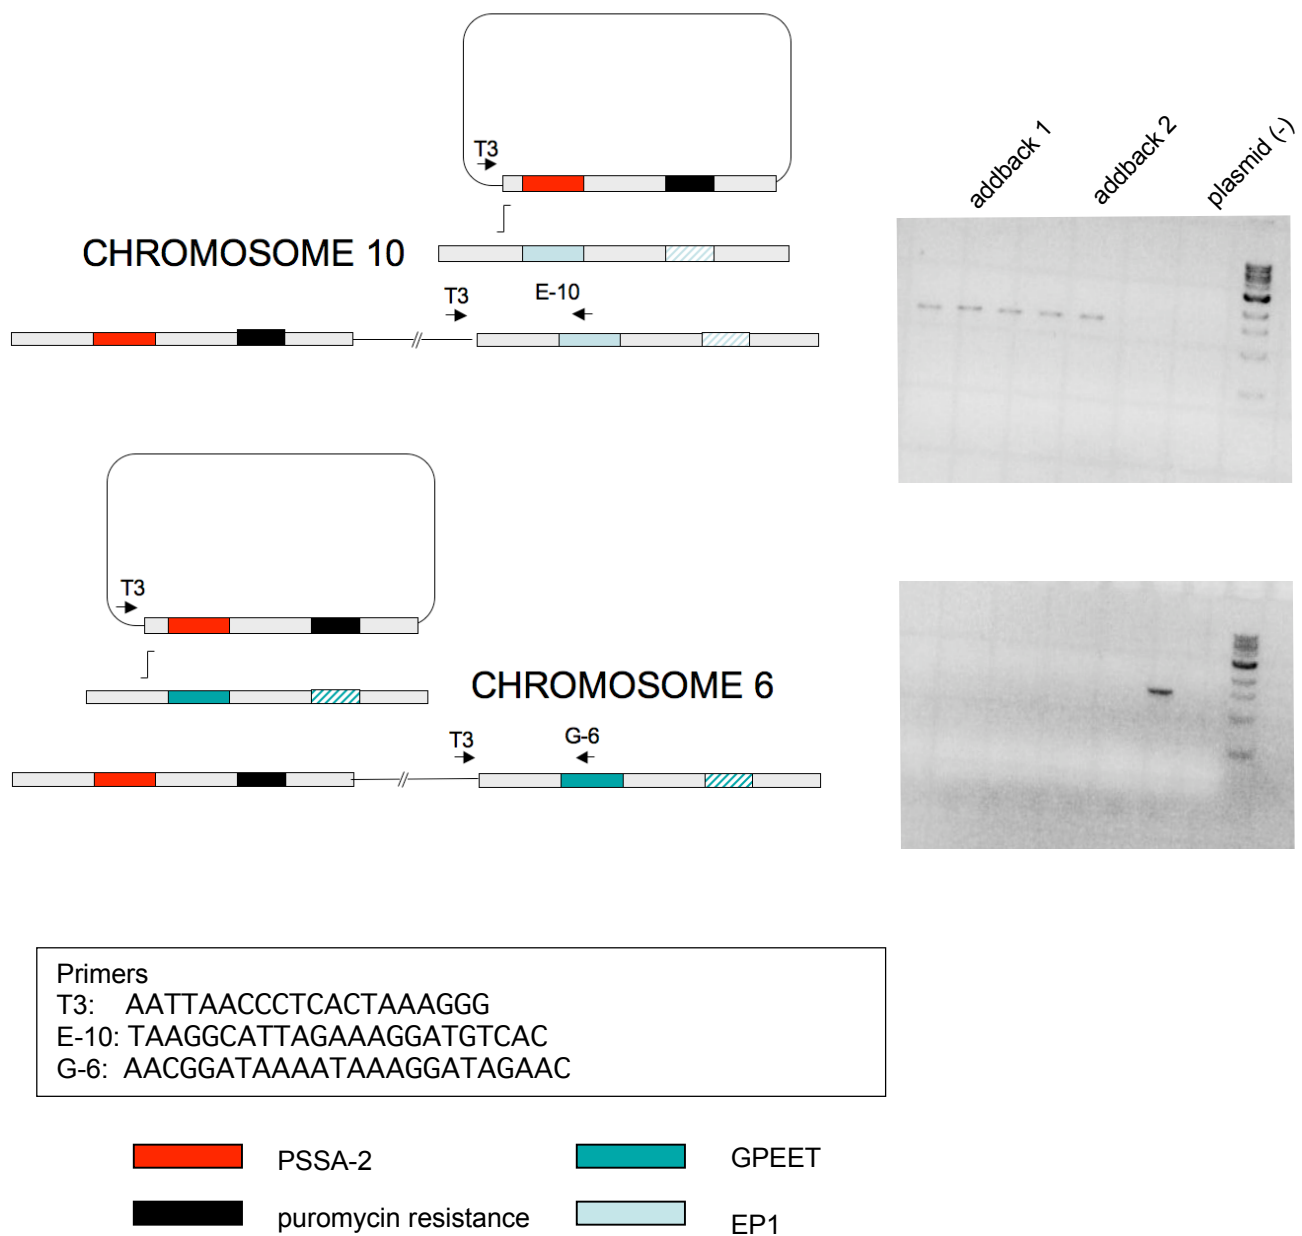 T3
addback 1
addback 2
plasmid (-)
CHROMOSOME 10
T3
E-10
T3
CHROMOSOME 6
T3
G-6
Primers
T3: AATTAACCCTCACTAAAGGG
E-10: TAAGGCATTAGAAAGGATGTCAC
G-6: AACGGATAAAATAAAGGATAGAAC
PSSA-2
GPEET
puromycin resistance
EP1